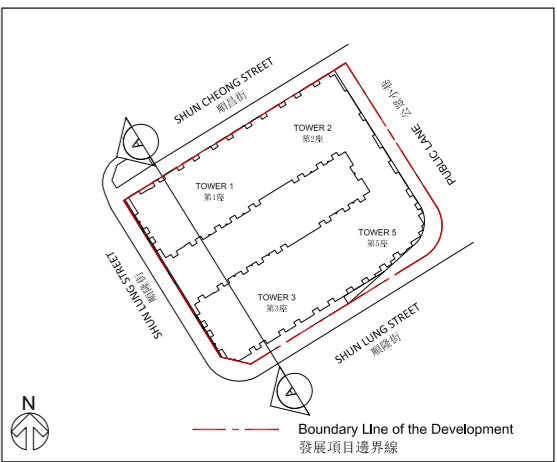 SHUN CHEONG STREET
順昌街
PUBLIC LANE 公眾小巷
A
TOWER 2
第2座
TOWER 1
第1座
TOWER 5
第5座
SHUN LUNG STREET
順隆街
TOWER 3
第3座
SHUN LUNG STREET
順隆街
A
N
Boundary Line of the Development
發展項目邊界線